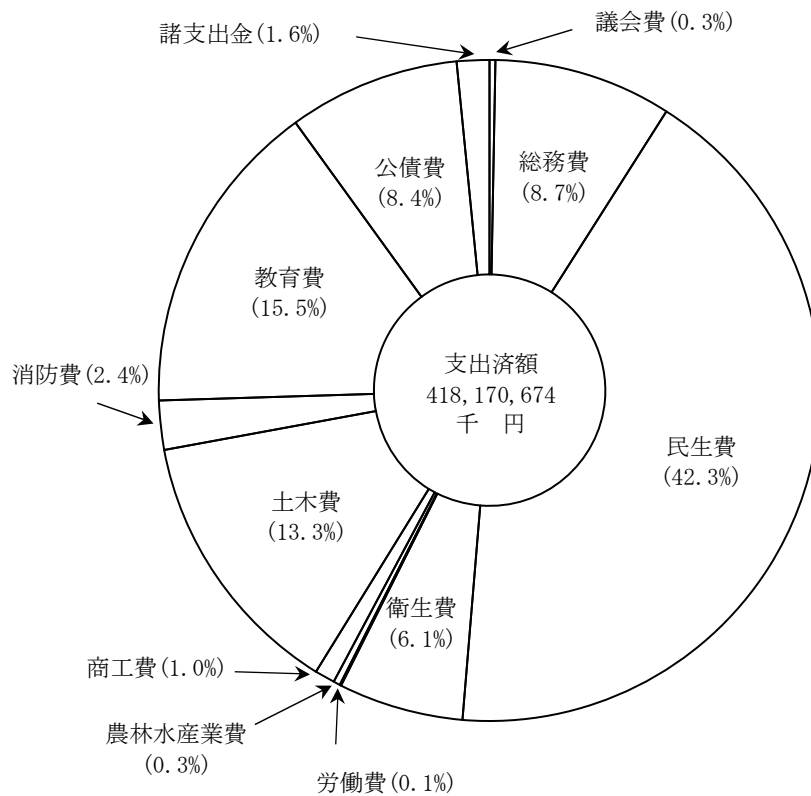 諸支出金(1.6%)
議会費(0.3%)
公債費
(8.4%)
総務費
(8.7%)
教育費
(15.5%)
消防費(2.4%)
支出済額
418,170,674
千　円
民生費
(42.3%)
土木費
(13.3%)
衛生費
(6.1%)
商工費(1.0%)
農林水産業費
(0.3%)
労働費(0.1%)